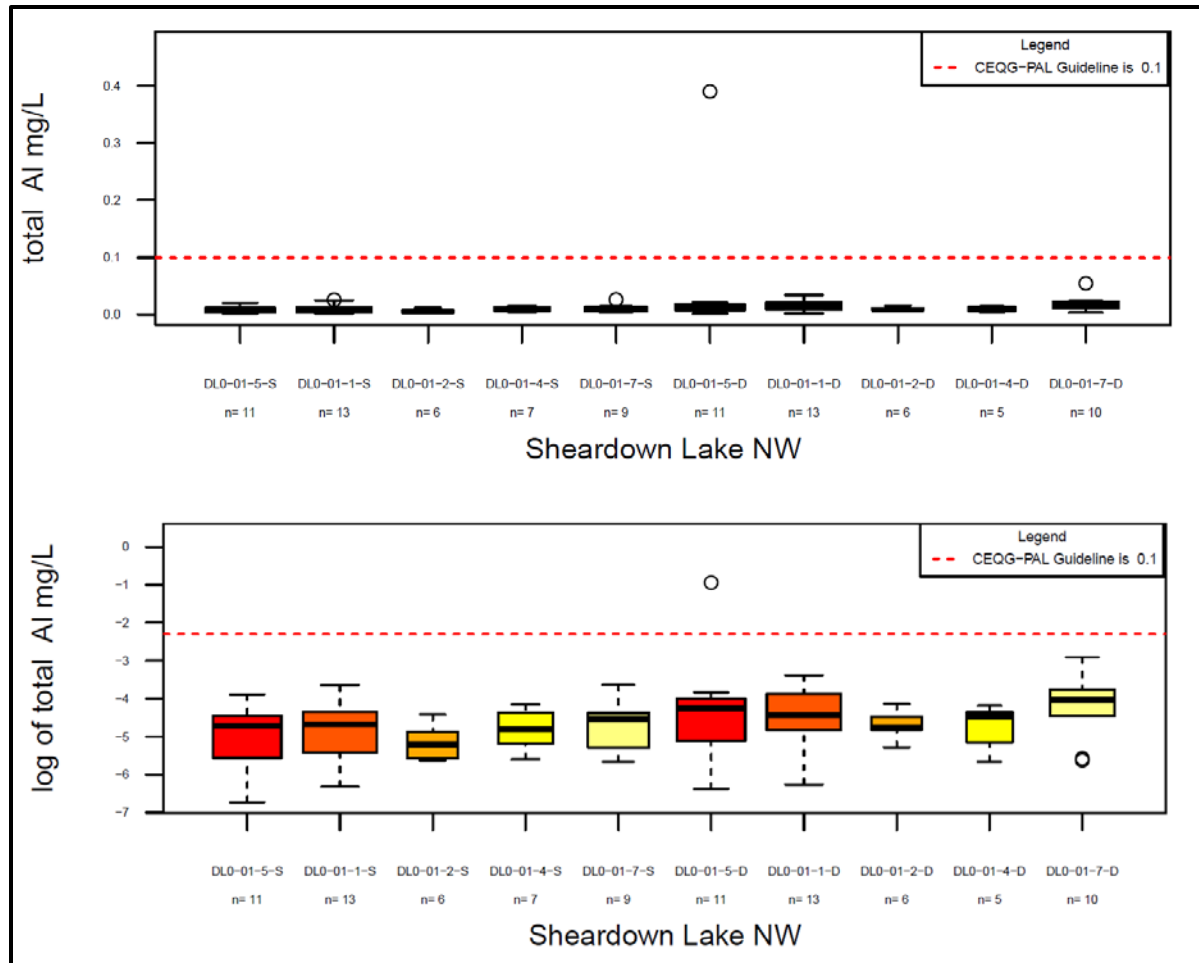 Legend
CEQG-PAL Guideline is 0.1
total Al mg/L
0.4
0.3
0.2
0.1
0.0
DL0-01-5-S DL0-01-1-S DL0-01-2-S DL0-01-4-S DL0-01-7-S DL0-01-5-D DL0-01-1-D DL0-01-2-D DL0-01-4-D DL0-01-7-D
n= 11 n= 13 n= 6 n= 7 n= 9 n= 11 n= 13 n= 6 n= 5 n= 10
Sheardown Lake NW
Legend
CEQG-PAL Guideline is 0.1
log of total Al mg/L
0
-1
-2
-3
-4
-5
-6
-7
DL0-01-5-S DL0-01-1-S DL0-01-2-S DL0-01-4-S DL0-01-7-S DL0-01-5-D DL0-01-1-D DL0-01-2-D DL0-01-4-D DL0-01-7-D
n= 11 n= 13 n= 6 n= 7 n= 9 n= 11 n= 13 n= 6 n= 5 n= 10
Sheardown Lake NW